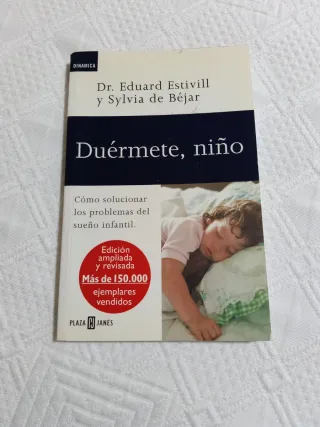 DINAMICA
Dr. Eduard Estivill
y Sylvia de Béjar
Duérmete, niño
Cómo solucionar
los problemas del
sueño infantil.
Edición
ampliada
y revisada
Más de 150.000
ejemplares
vendidos
PLAZA JANES